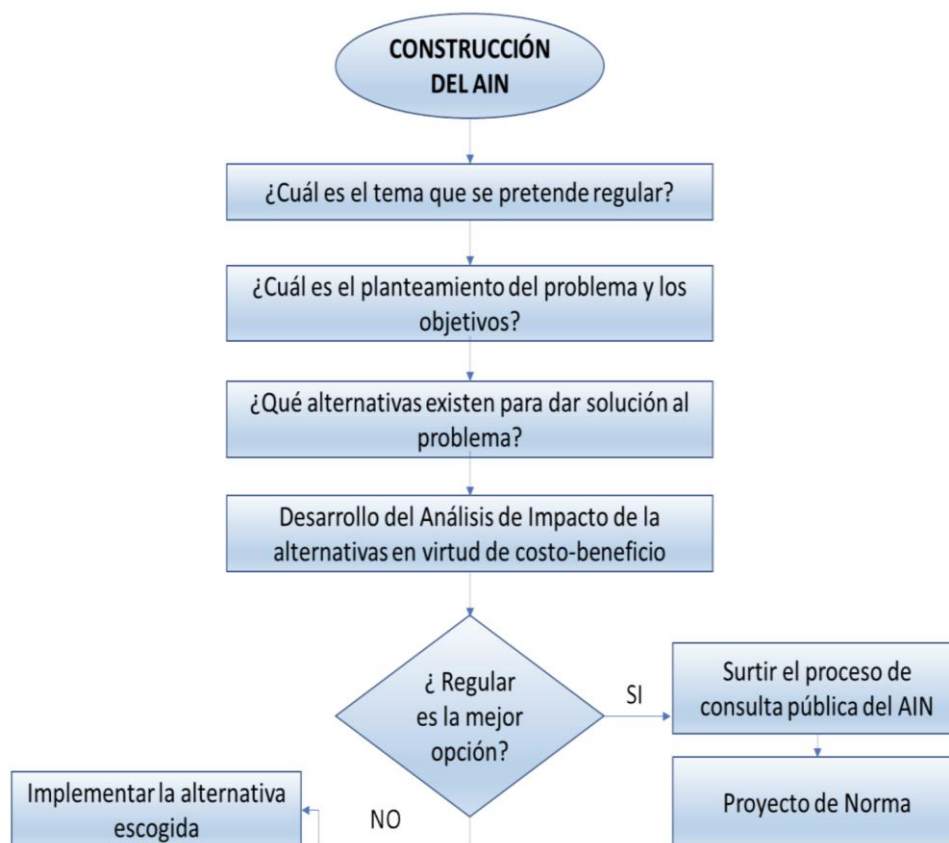 CONSTRUCCIÓN
DEL AIN
¿Cuál es el tema que se pretende regular?
¿Cuál es el planteamiento del problema y los
objetivos?
¿Qué alternativas existen para dar solución al
problema?
Desarrollo del Análisis de Impacto de la
alternativas en virtud de costo-beneficio
¿ Regular
es la mejor
opción?
SI
Surtir el proceso de
consulta pública del AIN
Proyecto de Norma
NO
Implementar la alternativa
escogida